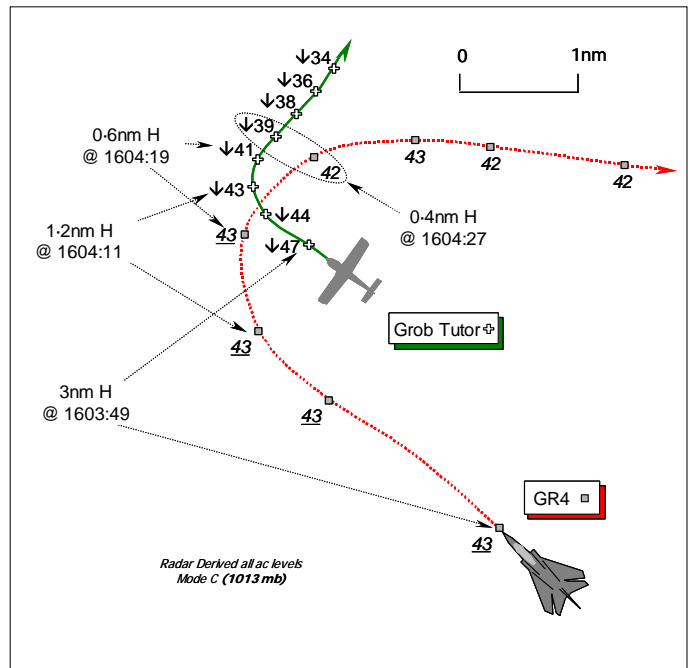 ↓34
↓36
↓38
↓39
↓41
↓43
↓44
↓47
0 1nm
0·6nm H
@ 1604:19
1·2nm H
@ 1604:11
3nm H
@ 1603:49
0·4nm H
@ 1604:27
43
42
42
42
43
43
43
43
Grob Tutor
GR4
Radar Derived all ac levels
Mode C (1013 mb)